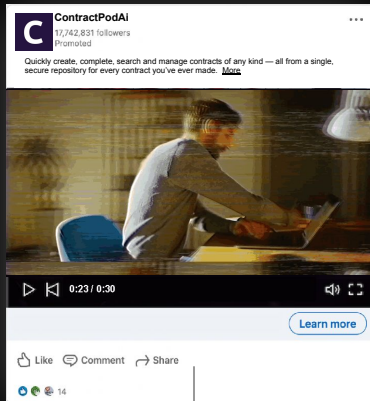 C
ContractPodAi
17,742,831 followers
Promoted
Quickly create, complete, search and manage contracts of any kind — all from a single,
secure repository for every contract you've ever made. More
0:23 / 0:30
Learn more
Like Comment Share
14